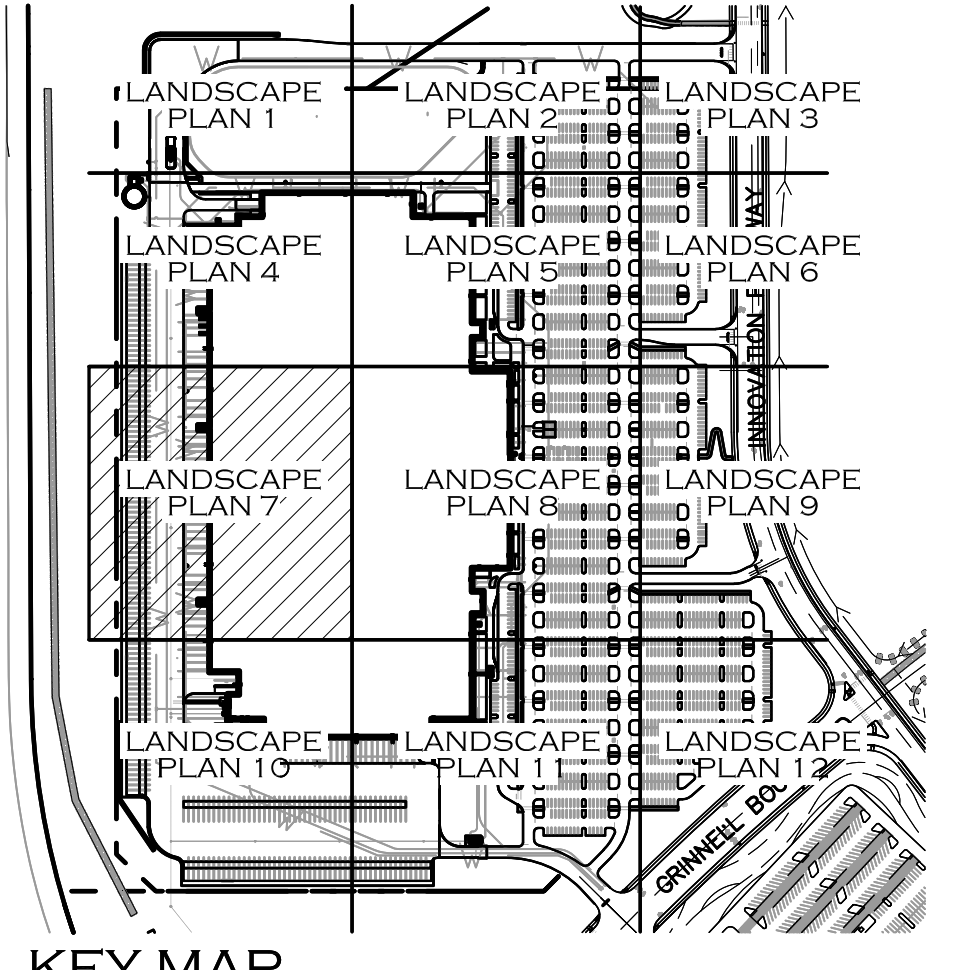 LANDSCAPE
PLAN 1
LANDSCAPE
PLAN 2
LANDSCAPE
PLAN 3
LANDSCAPE
PLAN 4
LANDSCAPE
PLAN 5
LANDSCAPE
PLAN 6
INNOVATION
WAY
LANDSCAPE
PLAN 7
LANDSCAPE
PLAN 8
LANDSCAPE
PLAN 9
LANDSCAPE
PLAN 10
LANDSCAPE
PLAN 11
LANDSCAPE
PLAN 12
GRINNELL
KEY MAP